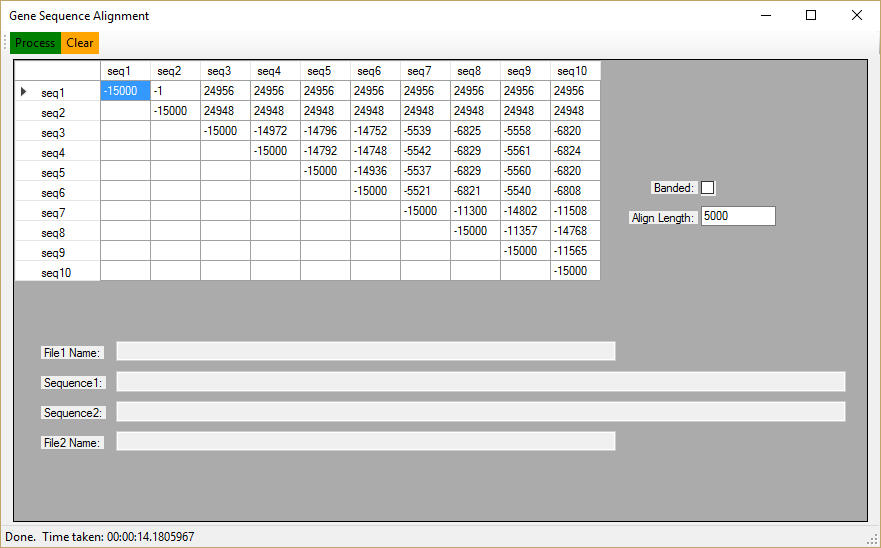 Gene Sequence Alignment
Process Clear
seq1 seq2 seq3 seq4 seq5 seq6 seq7 seq8 seq9 seq10
seq1 -15000 -1 24956 24956 24956 24956 24956 24956 24956 24956
seq2 -15000 24948 24948 24948 24948 24948 24948 24948 24948
seq3 -15000 -14972 -14796 -14752 -5539 -6825 -5558 -6820
seq4 -15000 -14792 -14748 -5542 -6829 -5561 -6824
seq5 -15000 -14936 -5537 -6829 -5560 -6820
seq6 -15000 -5521 -6821 -5540 -6808
seq7 -15000 -11300 -14802 -11508
seq8 -15000 -11357 -14768
seq9 -15000 -11565
seq10 -15000
Banded:
Align Length: 5000
File1 Name:
Sequence1:
Sequence2:
File2 Name:
Done. Time taken: 00:00:14.1805967